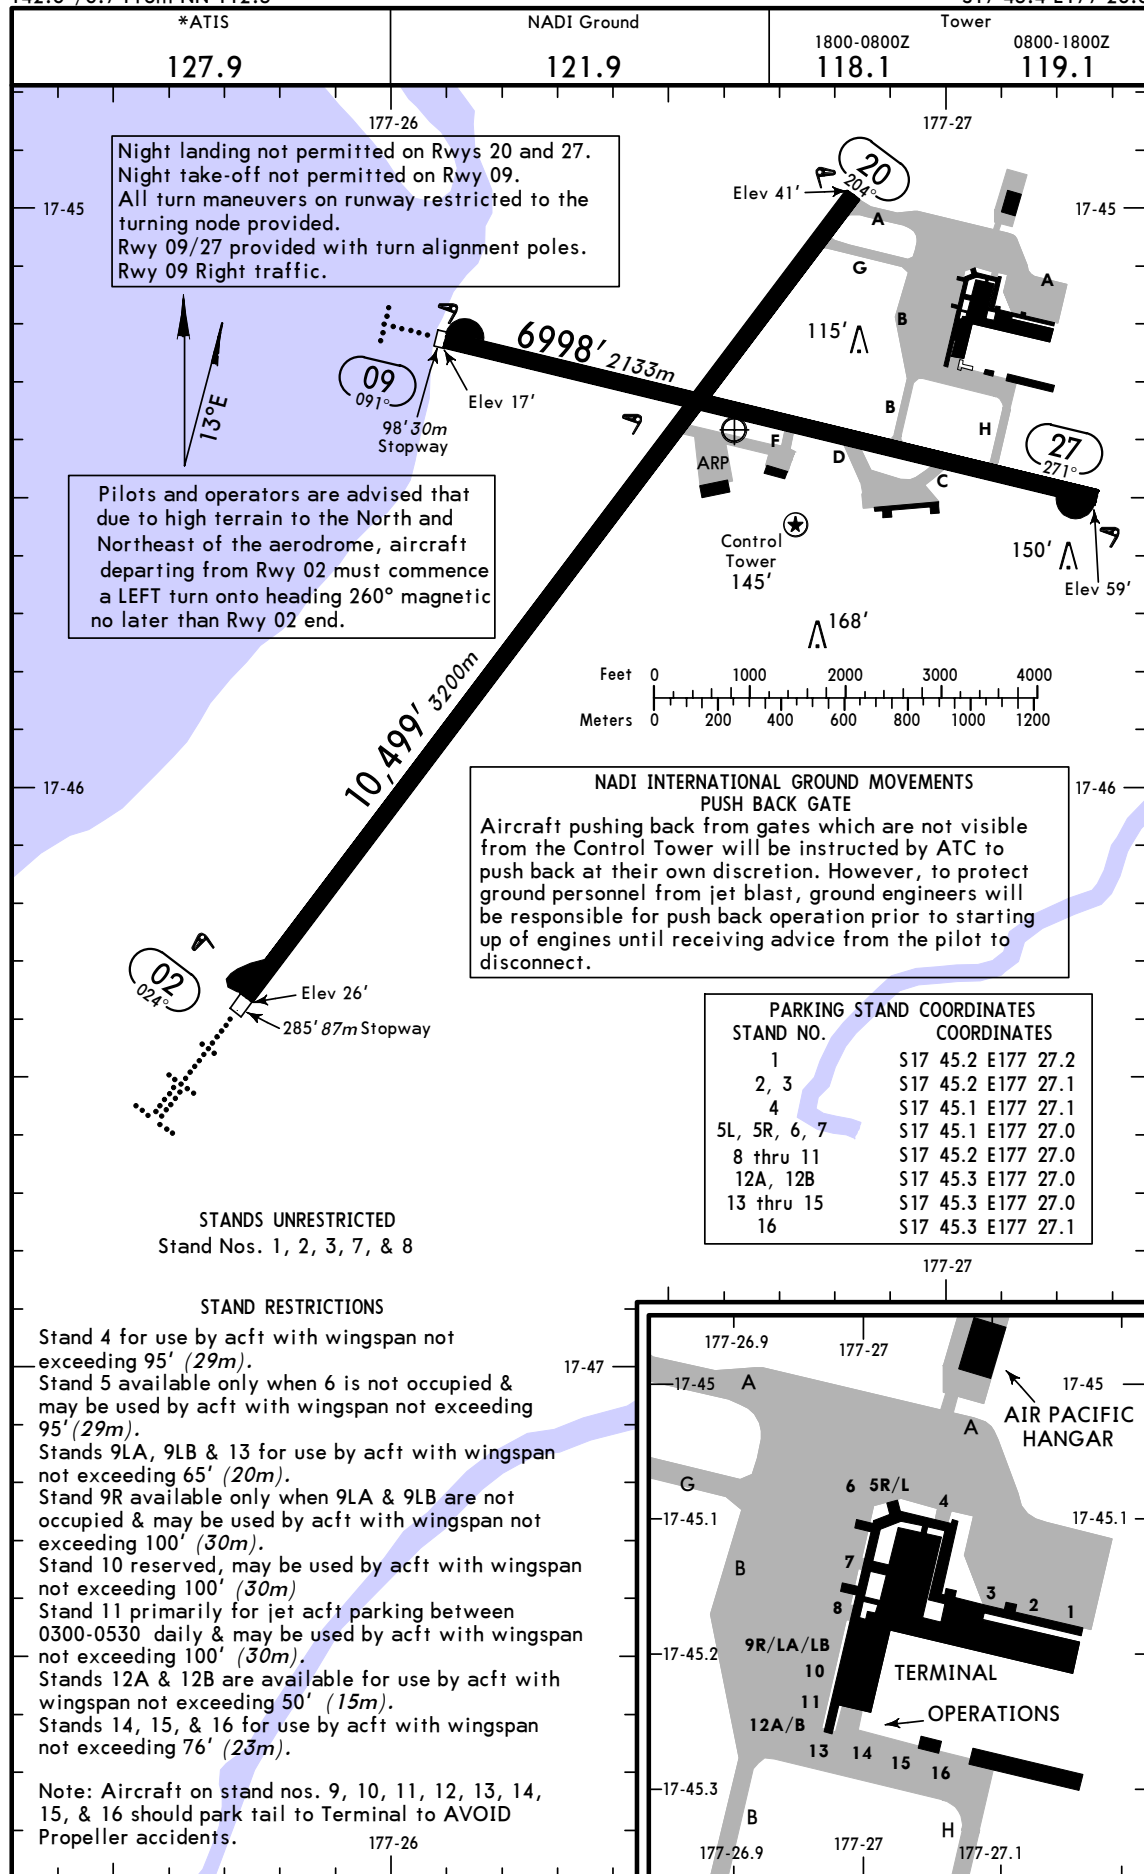 *ATIS
127.9
NADI Ground
121.9
Tower
1800-0800Z
118.1
0800-1800Z
119.1
177-26
177-27
Night landing not permitted on Rwys 20 and 27.
Night take-off not permitted on Rwy 09.
All turn maneuvers on runway restricted to the
turning node provided.
Rwy 09/27 provided with turn alignment poles.
Rwy 09 Right traffic.
17-45
17-45
Elev 41'
20
204°
A
G
A
B
115'
13°E
09
091°
6998' 2133m
Elev 17'
98' 30m
Stopway
B
H
F
D
C
ARP
27
271°
Pilots and operators are advised that
due to high terrain to the North and
Northeast of the aerodrome, aircraft
departing from Rwy 02 must commence
a LEFT turn onto heading 260° magnetic
no later than Rwy 02 end.
Control
Tower
145'
150'
Elev 59'
168'
Feet 0 1000 2000 3000 4000
Meters 0 200 400 600 800 1000 1200
10,499' 3200m
17-46
17-46
NADI INTERNATIONAL GROUND MOVEMENTS
PUSH BACK GATE
Aircraft pushing back from gates which are not visible
from the Control Tower will be instructed by ATC to
push back at their own discretion. However, to protect
ground personnel from jet blast, ground engineers will
be responsible for push back operation prior to starting
up of engines until receiving advice from the pilot to
disconnect.
02
024°
Elev 26'
285' 87m Stopway
PARKING STAND COORDINATES
STAND NO. COORDINATES
1 S17 45.2 E177 27.2
2, 3 S17 45.2 E177 27.1
4 S17 45.1 E177 27.1
5L, 5R, 6, 7 S17 45.1 E177 27.0
8 thru 11 S17 45.2 E177 27.0
12A, 12B S17 45.3 E177 27.0
13 thru 15 S17 45.3 E177 27.0
16 S17 45.3 E177 27.1
STANDS UNRESTRICTED
Stand Nos. 1, 2, 3, 7, & 8
177-27
STAND RESTRICTIONS
Stand 4 for use by acft with wingspan not
exceeding 95' (29m).
Stand 5 available only when 6 is not occupied &
may be used by acft with wingspan not exceeding
95'(29m).
Stands 9LA, 9LB & 13 for use by acft with wingspan
not exceeding 65' (20m).
Stand 9R available only when 9LA & 9LB are not
occupied & may be used by acft with wingspan not
exceeding 100' (30m).
Stand 10 reserved, may be used by acft with wingspan
not exceeding 100' (30m)
Stand 11 primarily for jet acft parking between
0300-0530 daily & may be used by acft with wingspan
not exceeding 100' (30m).
Stands 12A & 12B are available for use by acft with
wingspan not exceeding 50' (15m).
Stands 14, 15, & 16 for use by acft with wingspan
not exceeding 76' (23m).
Note: Aircraft on stand nos. 9, 10, 11, 12, 13, 14,
15, & 16 should park tail to Terminal to AVOID
Propeller accidents.
177-26
17-47
177-26.9
177-27
17-45
A
17-45
AIR PACIFIC
HANGAR
A
G
6 5R/L
4
17-45.1
17-45.1
B
7
8
3
2
1
9R/LA/LB
17-45.2
17-45.2
10
TERMINAL
11
OPERATIONS
12A/B
13
14
15
16
17-45.3
17-45.3
B
H
177-26.9
177-27
177-27.1